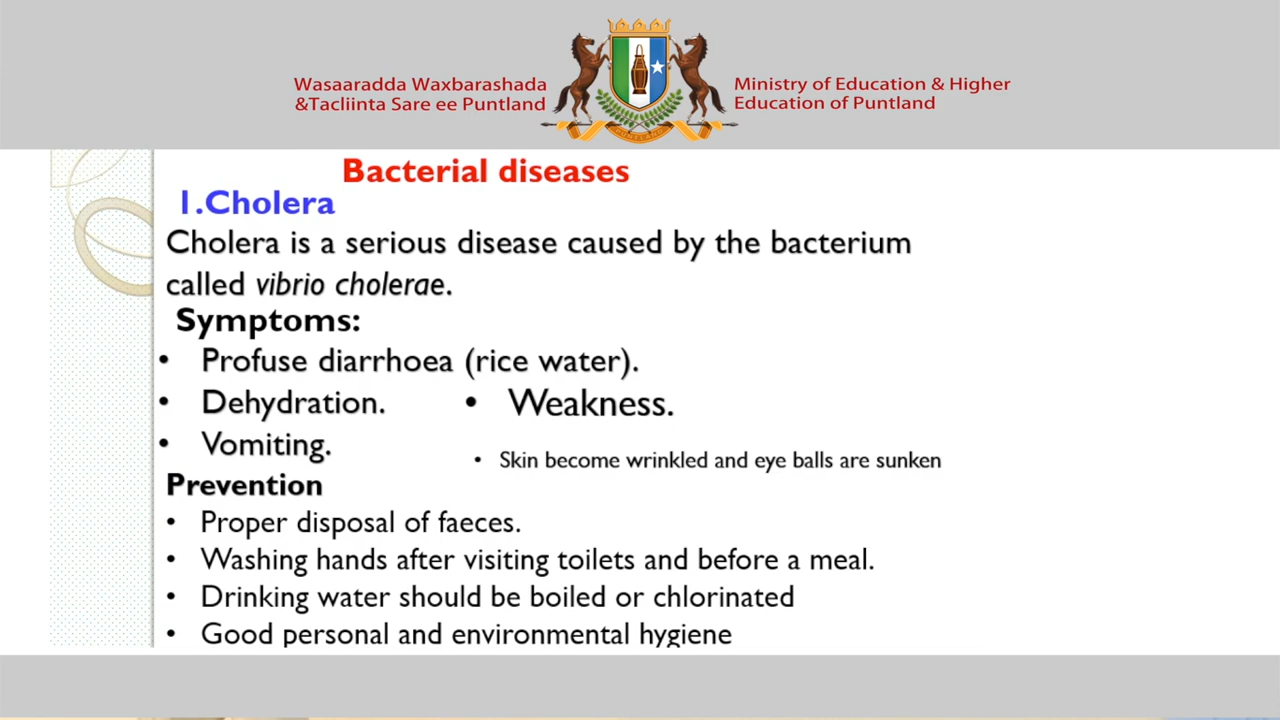 Wasaaradda Waxbarashada
&Tacliinta Sare ee Puntland
Ministry of Education & Higher
Education of Puntland
Bacterial diseases
1.Cholera
Cholera is a serious disease caused by the bacterium
called vibrio cholerae.
Symptoms:
• Profuse diarrhoea (rice water).
• Dehydration.
• Weakness.
• Vomiting.
• Skin become wrinkled and eye balls are sunken
Prevention
• Proper disposal of faeces.
• Washing hands after visiting toilets and before a meal.
• Drinking water should be boiled or chlorinated
• Good personal and environmental hygiene